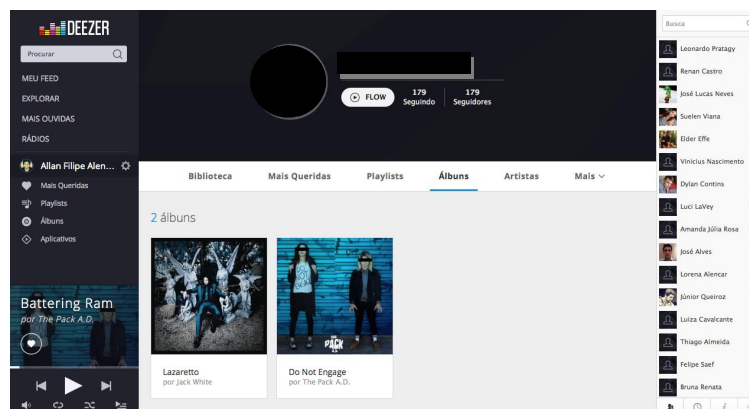 DEEZER
Procurar
MEU FEED
EXPLORAR
MAIS OUVIDAS
RÁDIOS
Allan Filipe Alen...
Mais Queridas
Playlists
Álbuns
Aplicativos
Battering Ram
por The Pack A.D.
FLOW
179
Seguindo
179
Seguidores
Biblioteca
Mais Queridas
Playlists
Álbuns
Artistas
Mais
2 álbuns
THE
PACK
A.D.
Lazaretto
por Jack White
Do Not Engage
por The Pack A.D.
Busca
Leonardo Pratagy
Renan Castro
José Lucas Neves
Suelen Viana
Elder Effe
Vinicius Nascimento
Dylan Contins
Luci LaVey
Amanda Júlia Rosa
José Alves
Lorena Alencar
Júnior Queiroz
Luiza Cavalcante
Thiago Almeida
Felipe Saef
Bruna Renata